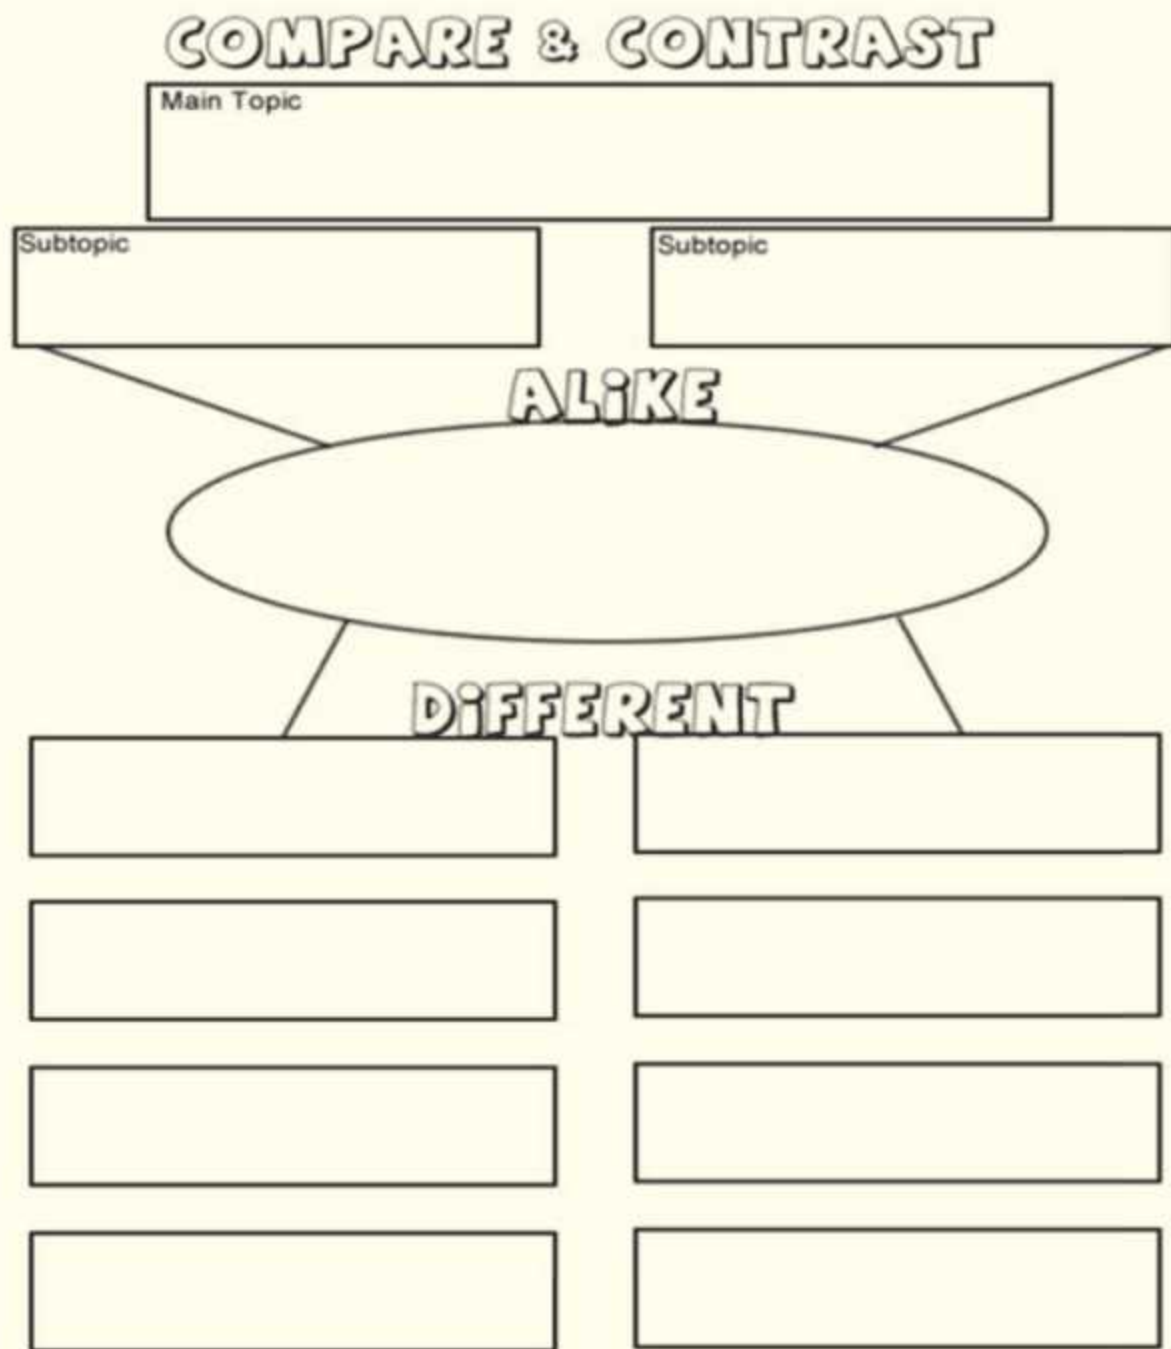 COMPARE & CONTRAST
Main Topic
Subtopic
Subtopic
ALiKE
DiFFERENT